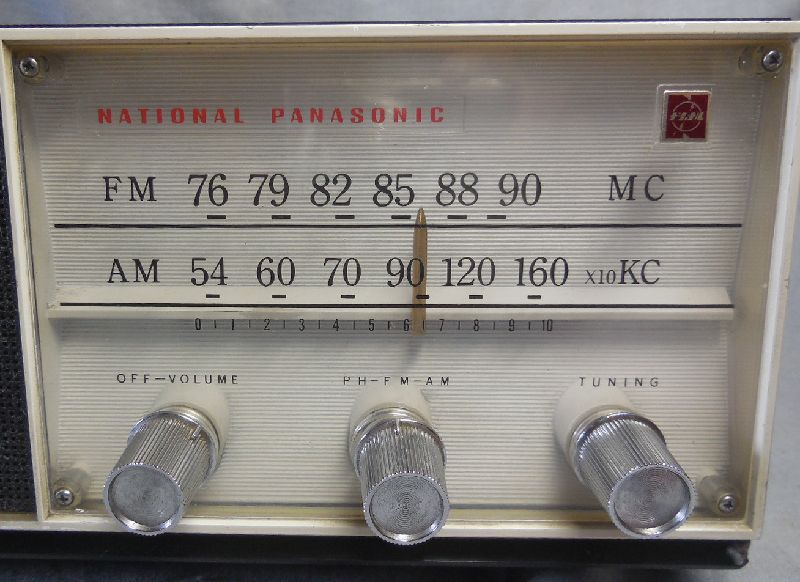 NATIONAL PANASONIC
FM 76 79 82 85 88 90 MC
AM 54 60 70 90 120 160 X10KC
0 1 2 3 4 5 6 7 8 9 10
OFF-VOLUME PH-FM-AM TUNING